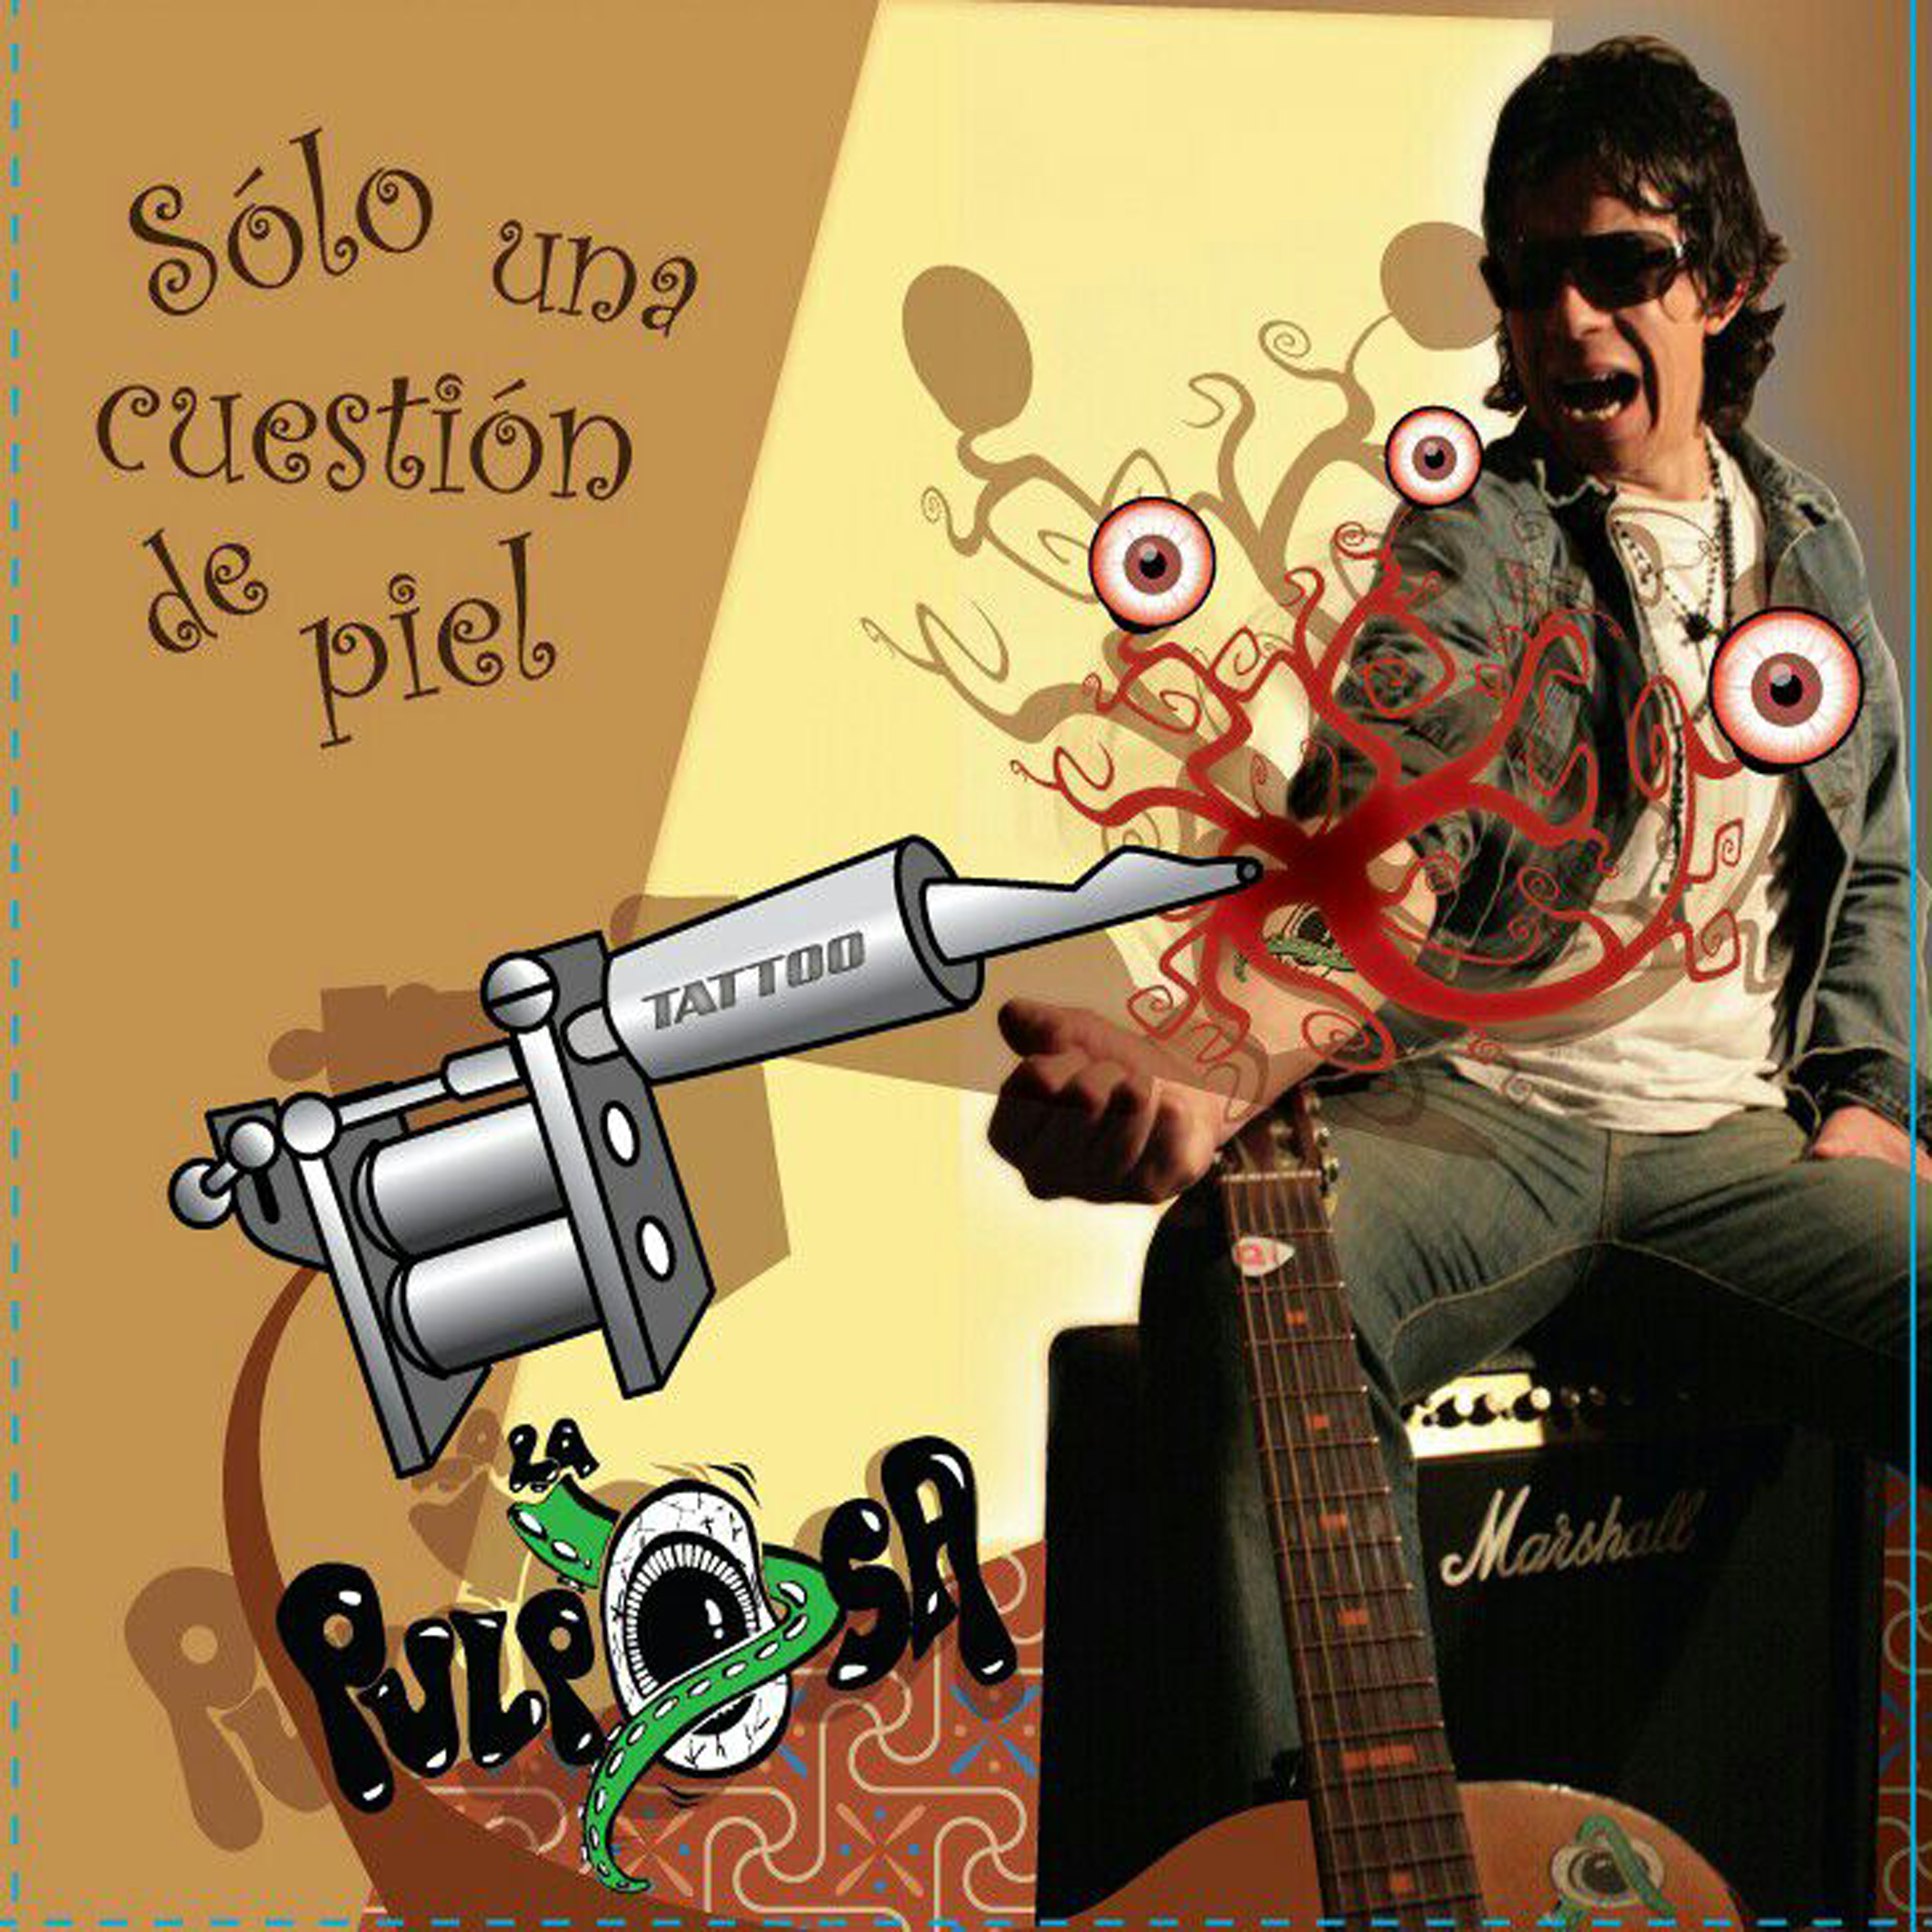 Sólo una
cuestión
de piel
TATTOO
LA
PULPOSA
Marshall